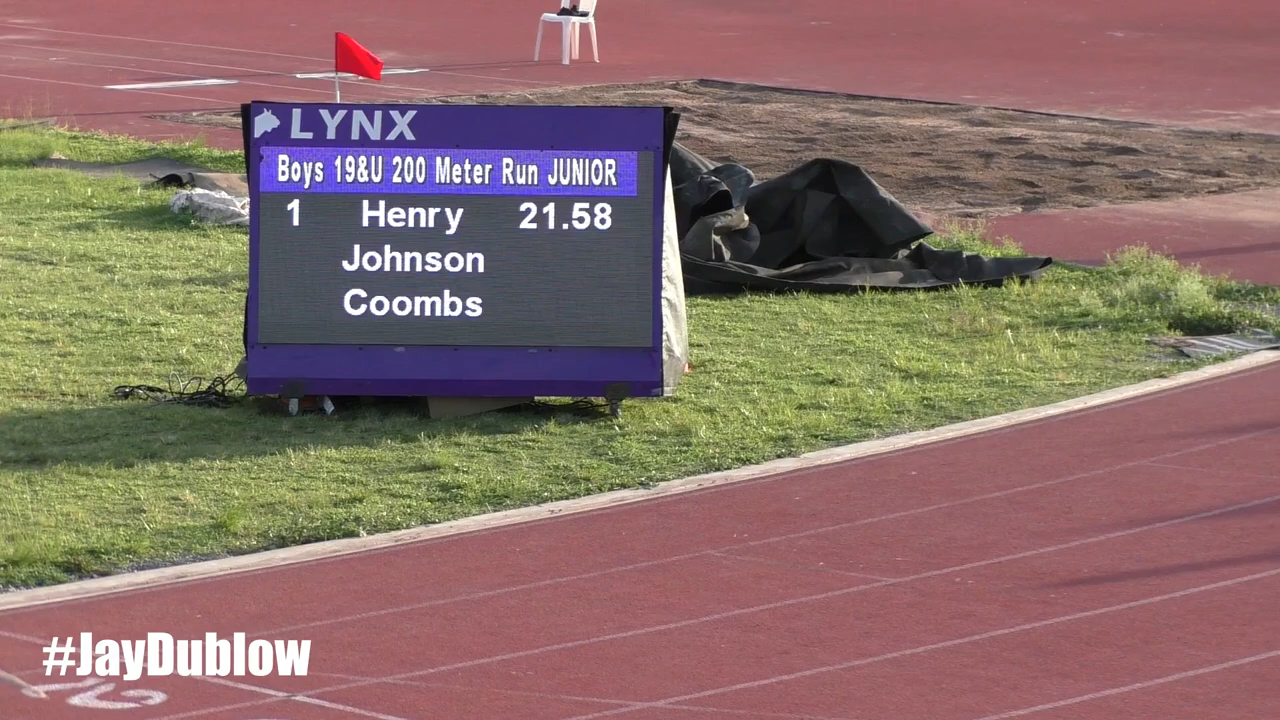 LYNX
Boys 19&U 200 Meter Run JUNIOR
1 Henry 21.58
Johnson
Coombs
#JayDublow